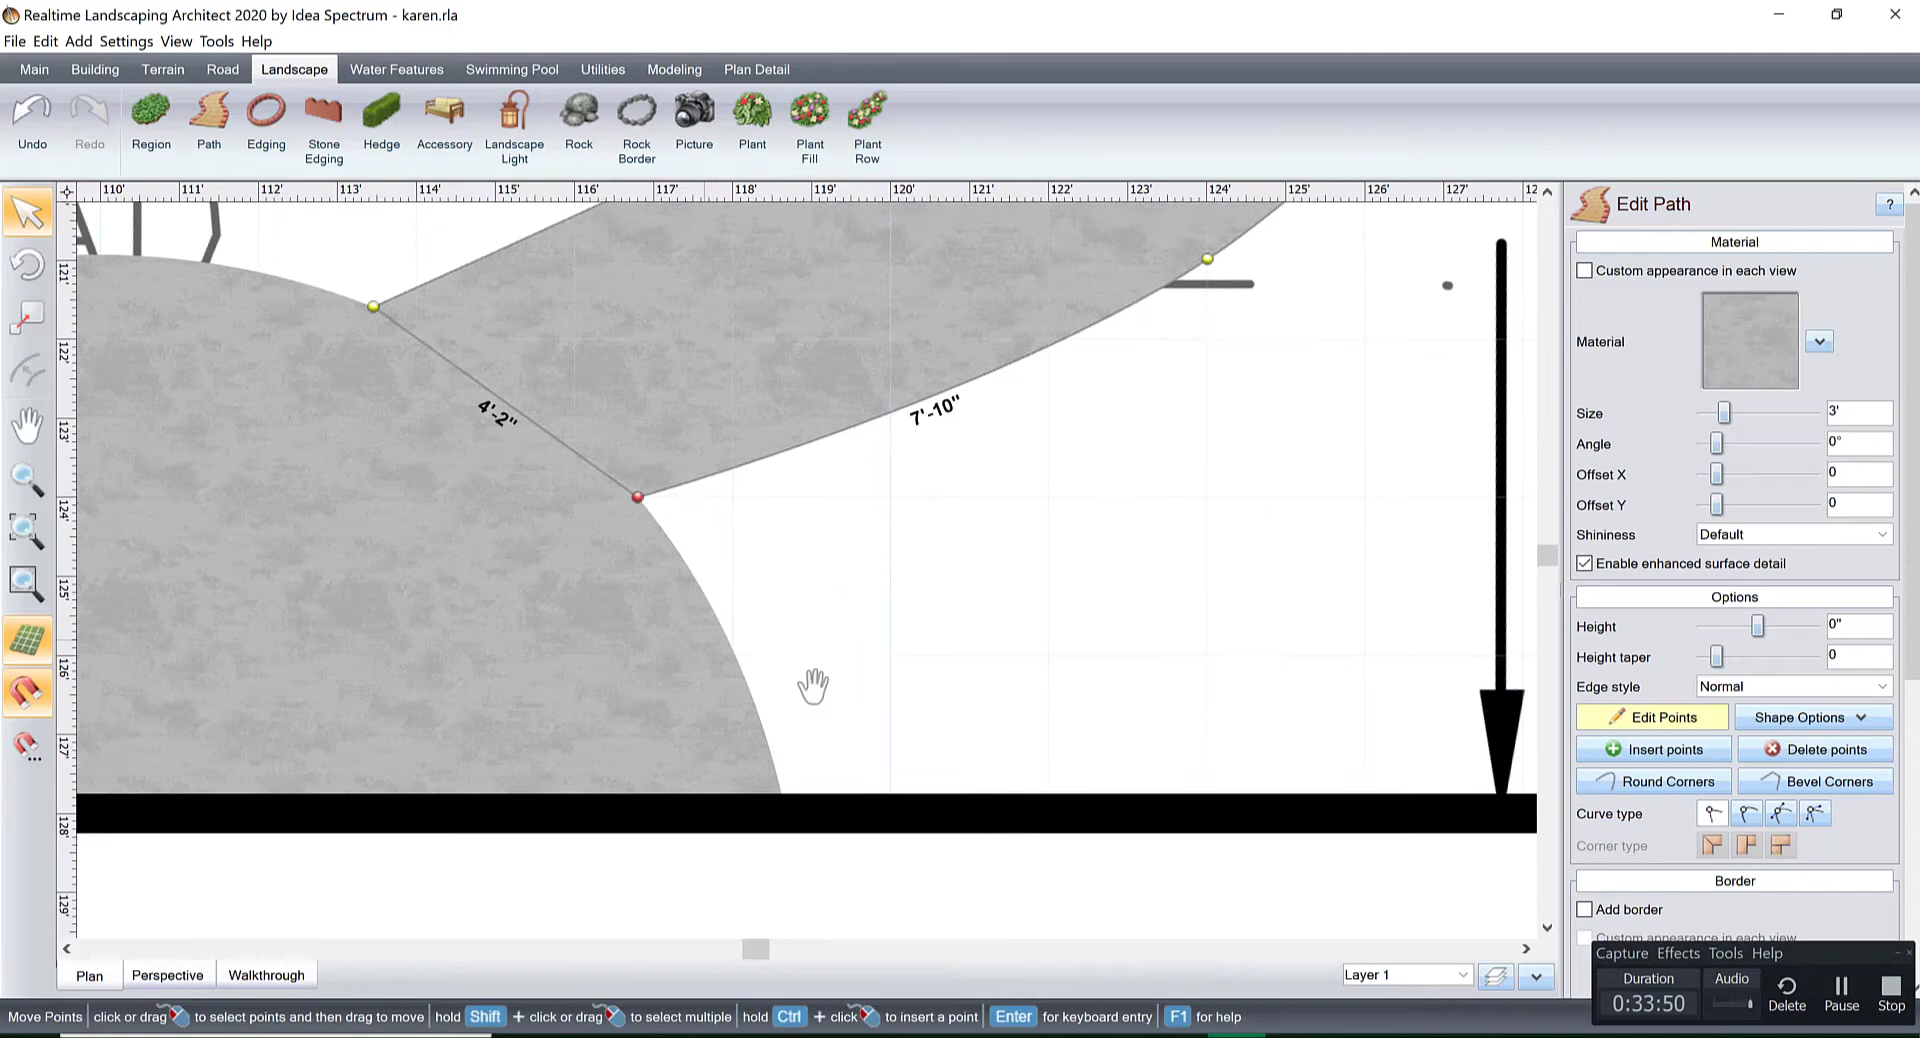 Realtime Landscaping Architect 2020 by Idea Spectrum - karen.rla
File Edit Add Settings View Tools Help
Main Building Terrain Road Landscape Water Features Swimming Pool Utilities Modeling Plan Detail
Undo Redo Region Path Edging Stone Edging Hedge Accessory Landscape Light Rock Rock Border Picture Plant Plant Fill Plant Row
110' 111' 112' 113' 114' 115' 116' 117' 118' 119' 120' 121' 122' 123' 124' 125' 126' 127' 12
121'
122'
123'
124'
125'
126'
127'
128'
129'
4'-2"
7'-10"
Edit Path
?
Material
Custom appearance in each view
Material
Size 3'
Angle 0°
Offset X 0
Offset Y 0
Shininess Default
Enable enhanced surface detail
Options
Height 0"
Height taper 0
Edge style Normal
Edit Points Shape Options
Insert points Delete points
Round Corners Bevel Corners
Curve type
Corner type
Border
Add border
Custom appearance in each view
Capture Effects Tools Help
Duration Audio
0:33:50 Delete Pause Stop
Plan Perspective Walkthrough
Layer 1
Move Points click or drag to select points and then drag to move hold Shift + click or drag to select multiple hold Ctrl + click to insert a point Enter for keyboard entry F1 for help